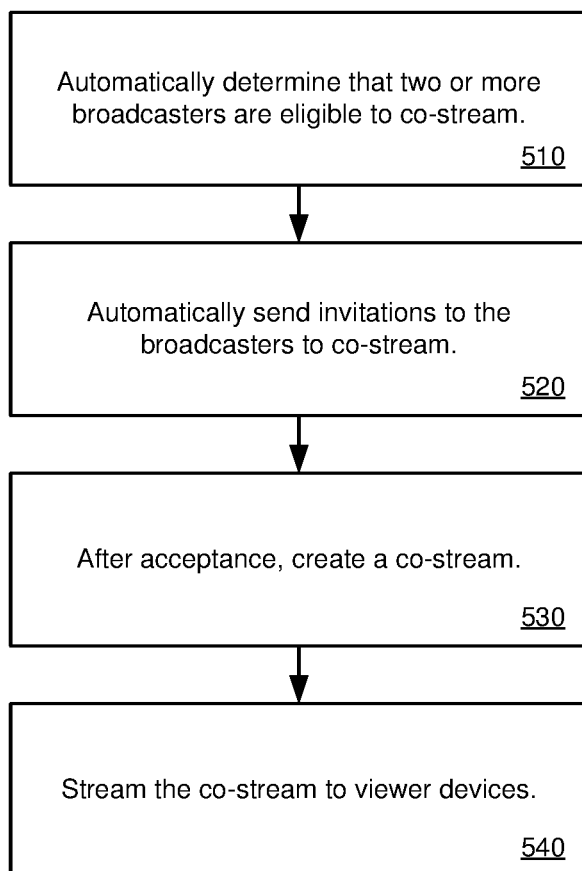 Automatically determine that two or more
broadcasters are eligible to co-stream.
510
Automatically send invitations to the
broadcasters to co-stream.
520
After acceptance, create a co-stream.
530
Stream the co-stream to viewer devices.
540